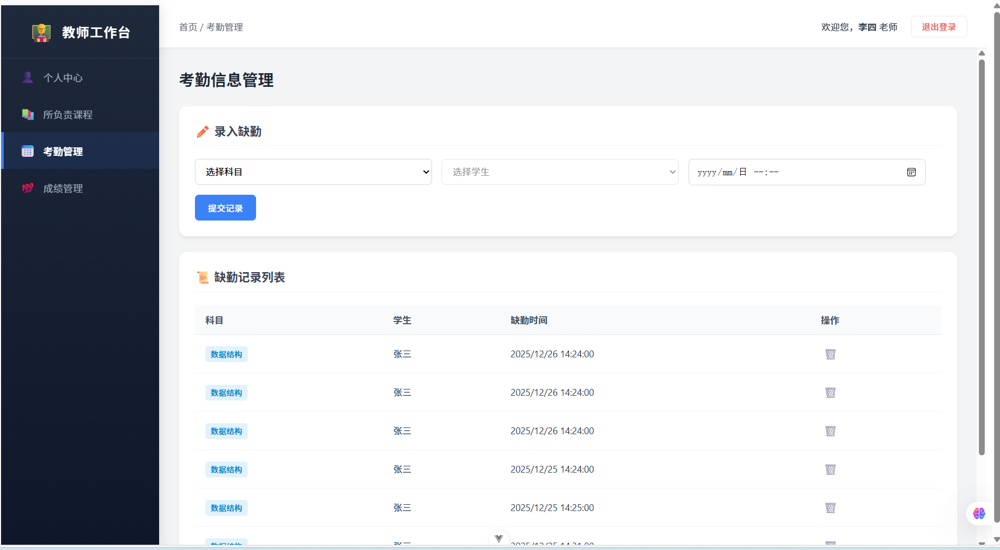 教师工作台
个人中心
所负责课程
考勤管理
成绩管理
首页 / 考勤管理
欢迎您，李四 老师
退出登录
考勤信息管理
录入缺勤
选择科目
选择学生
yyyy/mm/日 --:--
提交记录
缺勤记录列表
科目 学生 缺勤时间 操作
数据结构 张三 2025/12/26 14:24:00
数据结构 张三 2025/12/26 14:24:00
数据结构 张三 2025/12/26 14:24:00
数据结构 张三 2025/12/25 14:24:00
数据结构 张三 2025/12/25 14:25:00